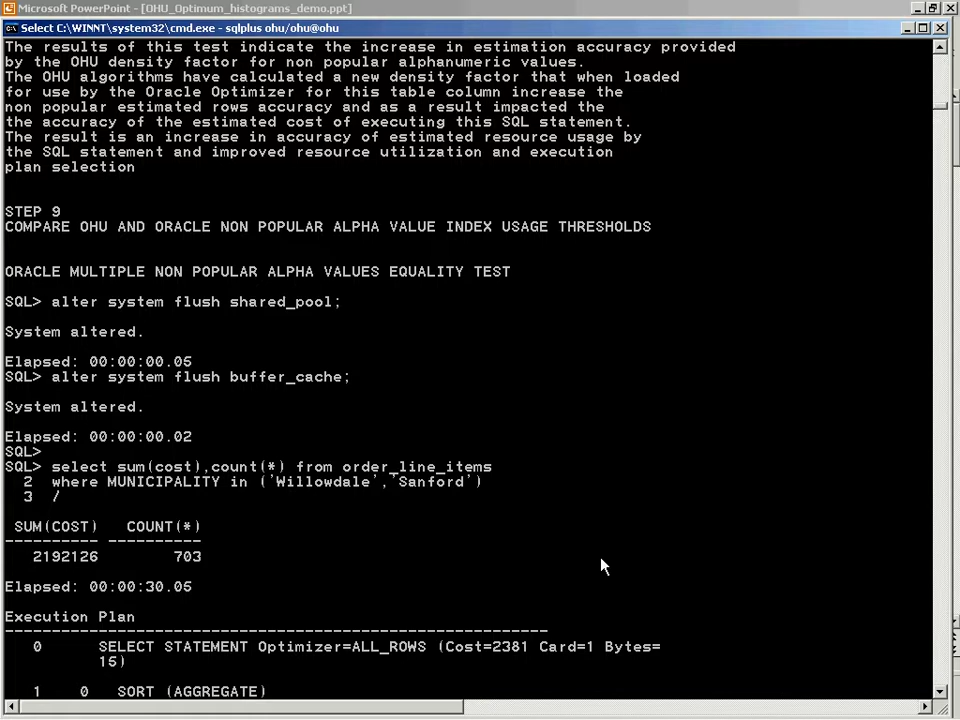 Microsoft PowerPoint - [OHU_Optimum_histograms_demo.ppt]
Select C:\WINNT\system32\cmd.exe - sqlplus ohu/ohu@ohu
The results of this test indicate the increase in estimation accuracy provided
by the OHU density factor for non popular alphanumeric values.
The OHU algorithms have calculated a new density factor that when loaded
for use by the Oracle Optimizer for this table column increase the
non popular estimated rows accuracy and as a result impacted the
the accuracy of the estimated cost of executing this SQL statement.
The result is an increase in accuracy of estimated resource usage by
the SQL statement and improved resource utilization and execution
plan selection
STEP 9
COMPARE OHU AND ORACLE NON POPULAR ALPHA VALUE INDEX USAGE THRESHOLDS
ORACLE MULTIPLE NON POPULAR ALPHA VALUES EQUALITY TEST
SQL> alter system flush shared_pool;
System altered.
Elapsed: 00:00:00.05
SQL> alter system flush buffer_cache;
System altered.
Elapsed: 00:00:00.02
SQL>
SQL> select sum(cost),count(*) from order_line_items
2 where MUNICIPALITY in ('Willowdale','Sanford')
3 /
SUM(COST) COUNT(*)
---------- ----------
2192126 703
Elapsed: 00:00:30.05
Execution Plan
----------------------------------------------------------
0 SELECT STATEMENT Optimizer=ALL_ROWS (Cost=2381 Card=1 Bytes=
15)
1 0 SORT (AGGREGATE)